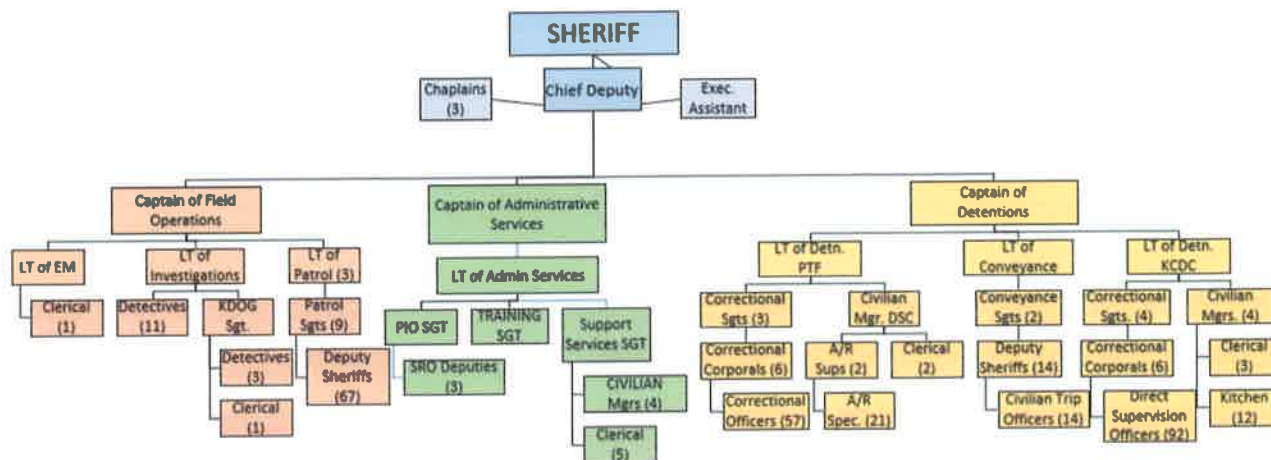 SHERIFF
Chaplains
(3)
Chief Deputy
Exec.
Assistant
Captain of Field
Operations
Captain of Administrative
Services
Captain of
Detentions
LT of EM
LT of
Investigations
LT of
Patrol (3)
LT of Admin Services
LT of Detn.
PTF
LT of
Conveyance
LT of Detn.
KCDC
Clerical
(1)
Detectives
(11)
KDOG
Sgt.
Patrol
Sgts (9)
PIO SGT
TRAINING
SGT
Support
Services SGT
Correctional
Sgts (3)
Civilian
Mgr. DSC
Conveyance
Sgts (2)
Correctional
Sgts. (4)
Civilian
Mgrs. (4)
Detectives
(3)
Deputy
Sheriffs
(67)
SRO Deputies
(3)
Correctional
Corporals (6)
A/R
Sups (2)
Clerical
(2)
Deputy
Sheriffs (14)
Correctional
Corporals (6)
Clerical
(3)
Clerical
(1)
CIVILIAN
Mgrs (4)
Clerical
(5)
Correctional
Officers (57)
A/R
Spec. (21)
Civilian Trip
Officers (14)
Direct
Supervision
Officers (92)
Kitchen
(12)